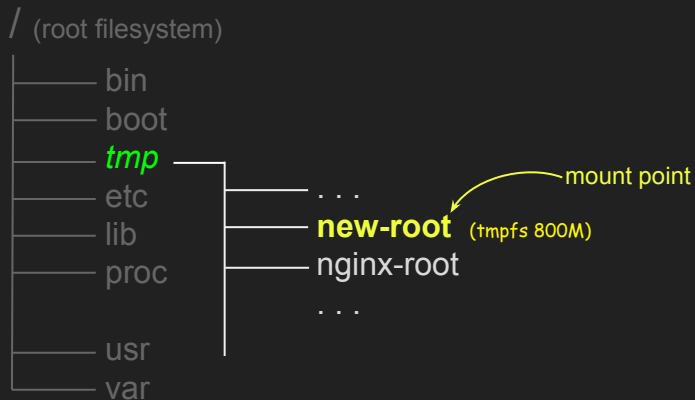 / (root filesystem)
bin
boot
tmp
etc
lib
proc
usr
var
. . .
new-root (tmpfs 800M)
nginx-root
. . .
mount point